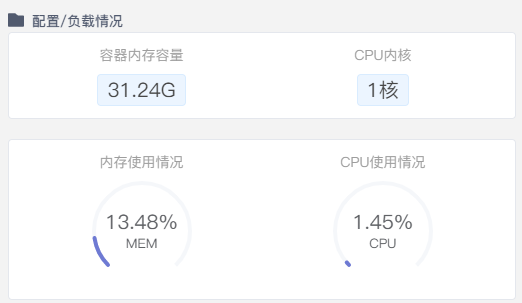 配置/负载情况
容器内存容量
CPU内核
31.24G
1核
内存使用情况
CPU使用情况
13.48%
1.45%
MEM
CPU